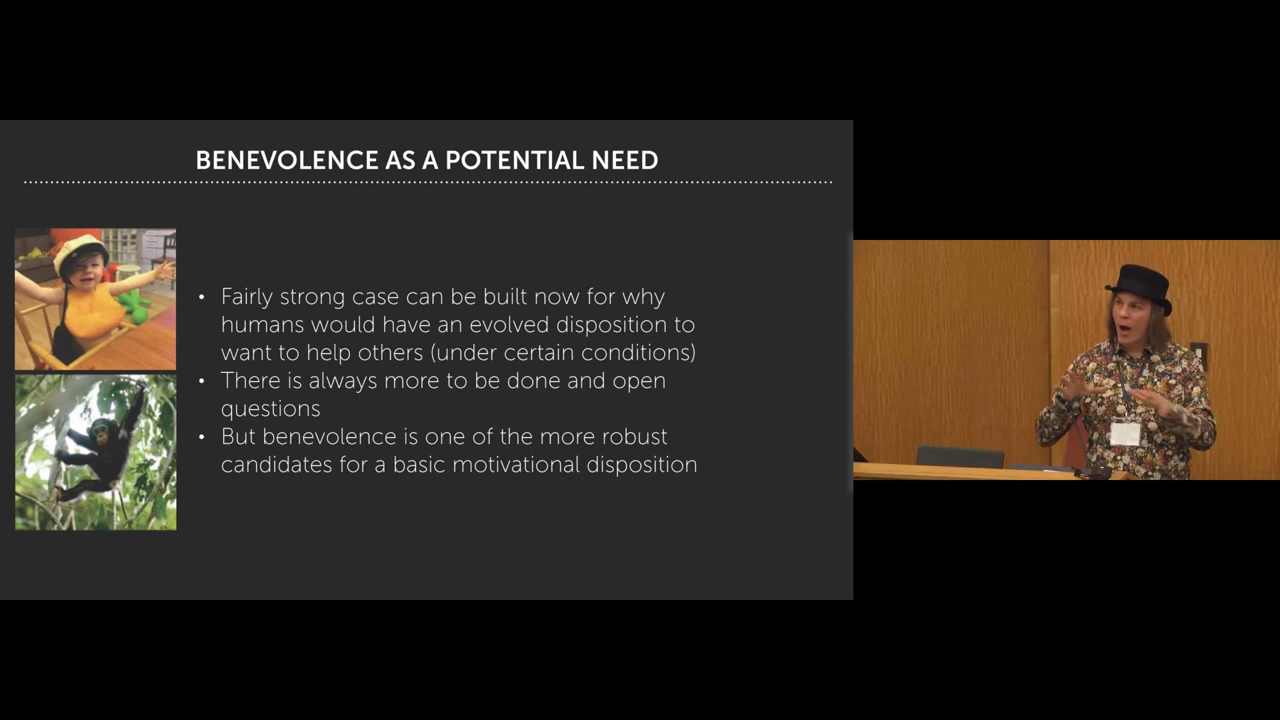 BENEVOLENCE AS A POTENTIAL NEED
• Fairly strong case can be built now for why
humans would have an evolved disposition to
want to help others (under certain conditions)
• There is always more to be done and open
questions
• But benevolence is one of the more robust
candidates for a basic motivational disposition